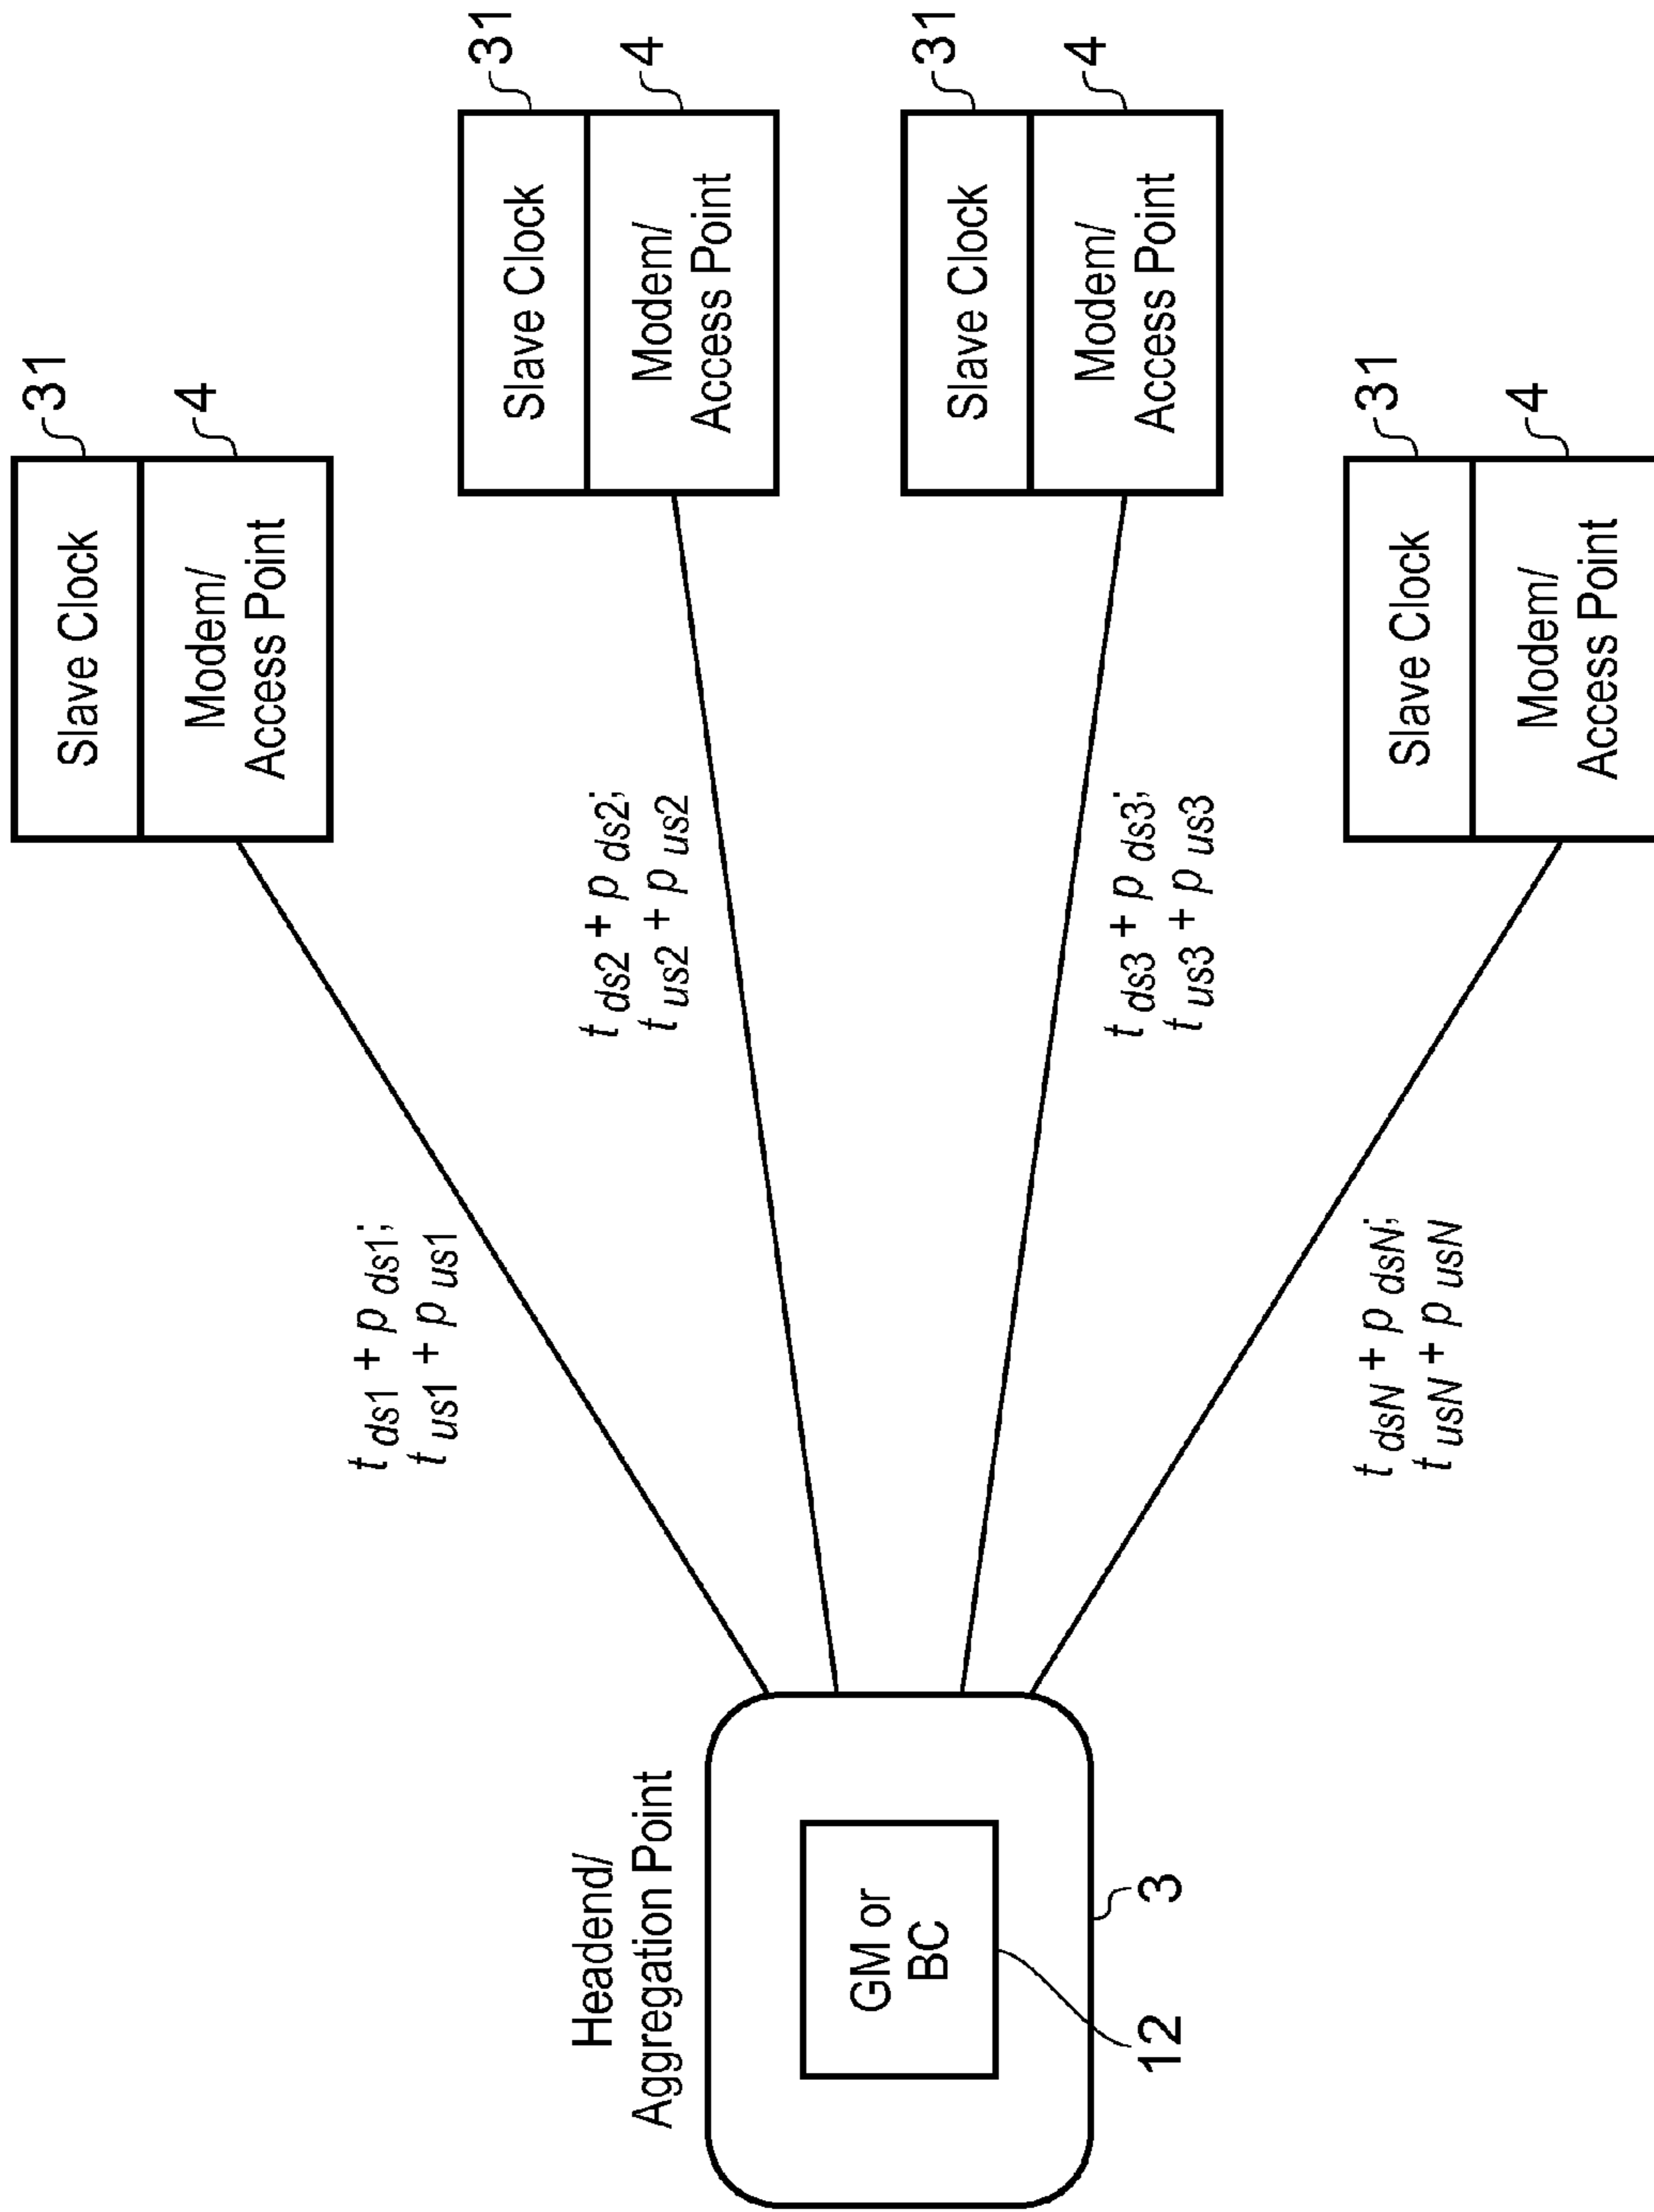 Headend/
Aggregation Point
GM or
BC
12
3
t ds1 + p ds1;
t us1 + p us1
t ds2 + p ds2;
t us2 + p us2
t ds3 + p ds3;
t us3 + p us3
t dsN + p dsN;
t usN + p usN
Slave Clock
31
Modem/
Access Point
4
Slave Clock
31
Modem/
Access Point
4
Slave Clock
31
Modem/
Access Point
4
Slave Clock
31
Modem/
Access Point
4